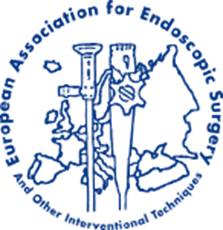 European Association for Endoscopic Surgery
And Other Interventional Techniques